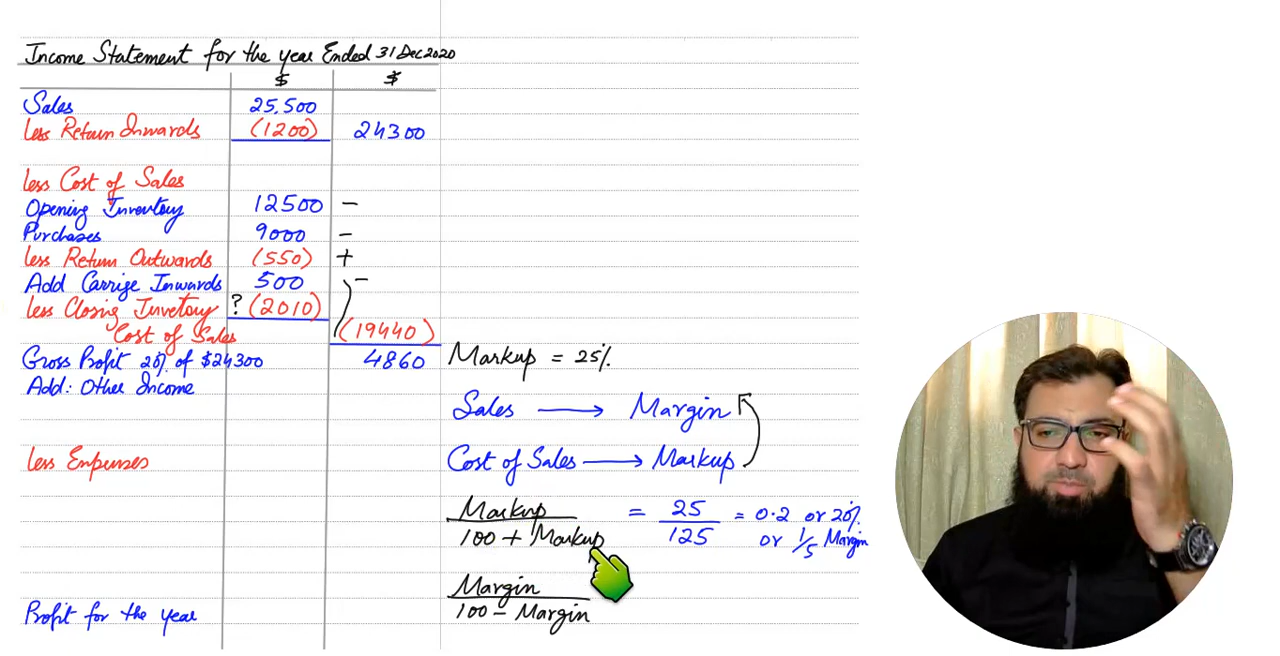 Income Statement for the year Ended 31 Dec 2020
$ $
Sales 25,500
less Return Inwards (1200) 24300
less Cost of Sales
Opening Inventory 12500 -
Purchases 9000 -
less Return Outwards (550) +
Add Carrige Inwards 500 -
less Closing Invetory ? (2010)
Cost of Sales (19440)
Gross Profit 20% of $24300 4860 Markup = 25%.
Add: Other Income
Sales → Margin
less Expenses Cost of Sales → Markup
Markup = 25 = 0.2 or 20%
100 + Markup 125 or 1/5 Margin
Margin
Profit for the year 100 - Margin